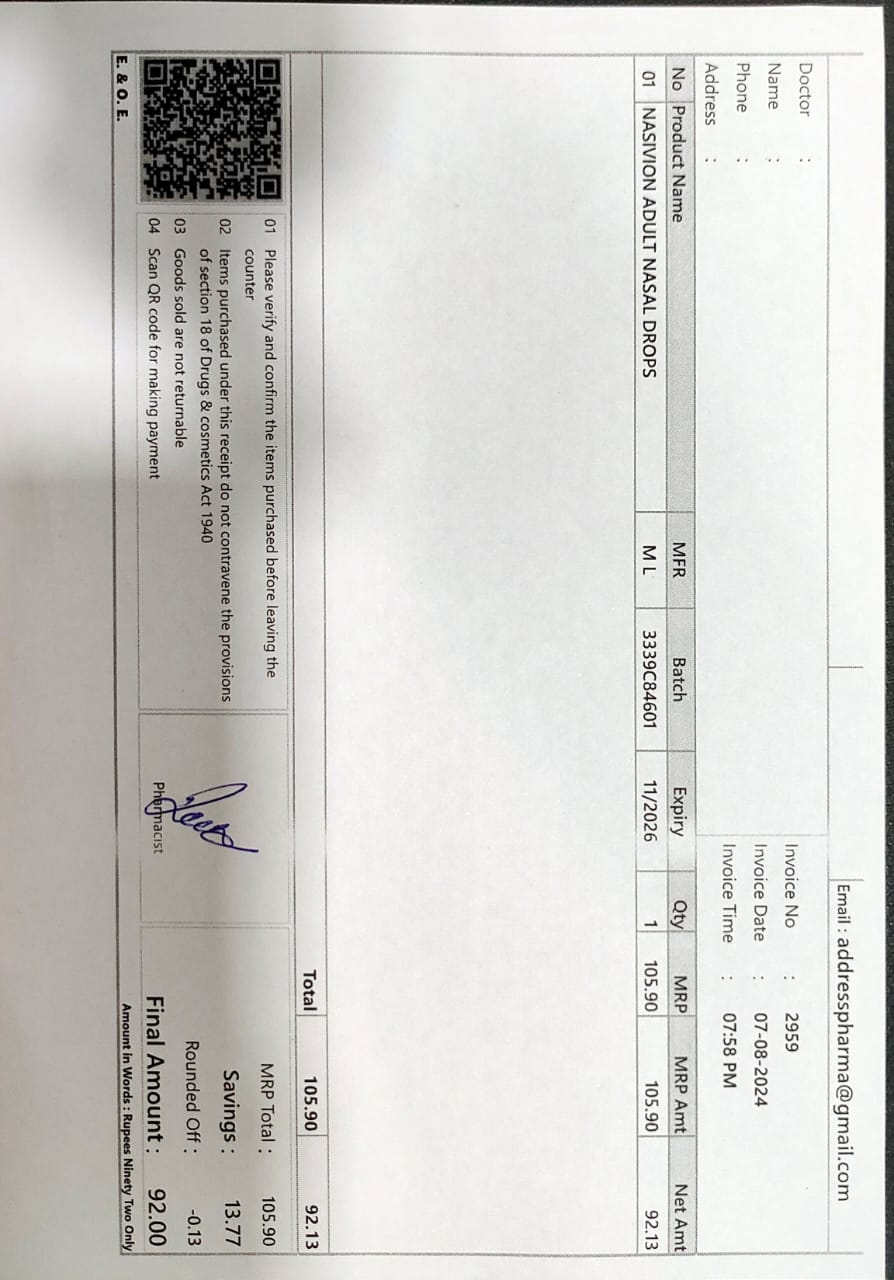 Email : addresspharma@gmail.com
Doctor :
Name :
Phone :
Address :
Invoice No : 2959
Invoice Date : 07-08-2024
Invoice Time : 07:58 PM
No Product Name MFR Batch Expiry Qty MRP MRP Amt Net Amt
01 NASIVION ADULT NASAL DROPS M L 3339C84601 11/2026 1 105.90 105.90 92.13
Total 105.90 92.13
01 Please verify and confirm the items purchased before leaving the
counter
02 Items purchased under this receipt do not contravene the provisions
of section 18 of Drugs & cosmetics Act 1940
03 Goods sold are not returnable
04 Scan QR code for making payment
Pharmacist
MRP Total : 105.90
Savings : 13.77
Rounded Off : -0.13
Final Amount : 92.00
E. & O. E.
Amount in Words : Rupees Ninety Two Only